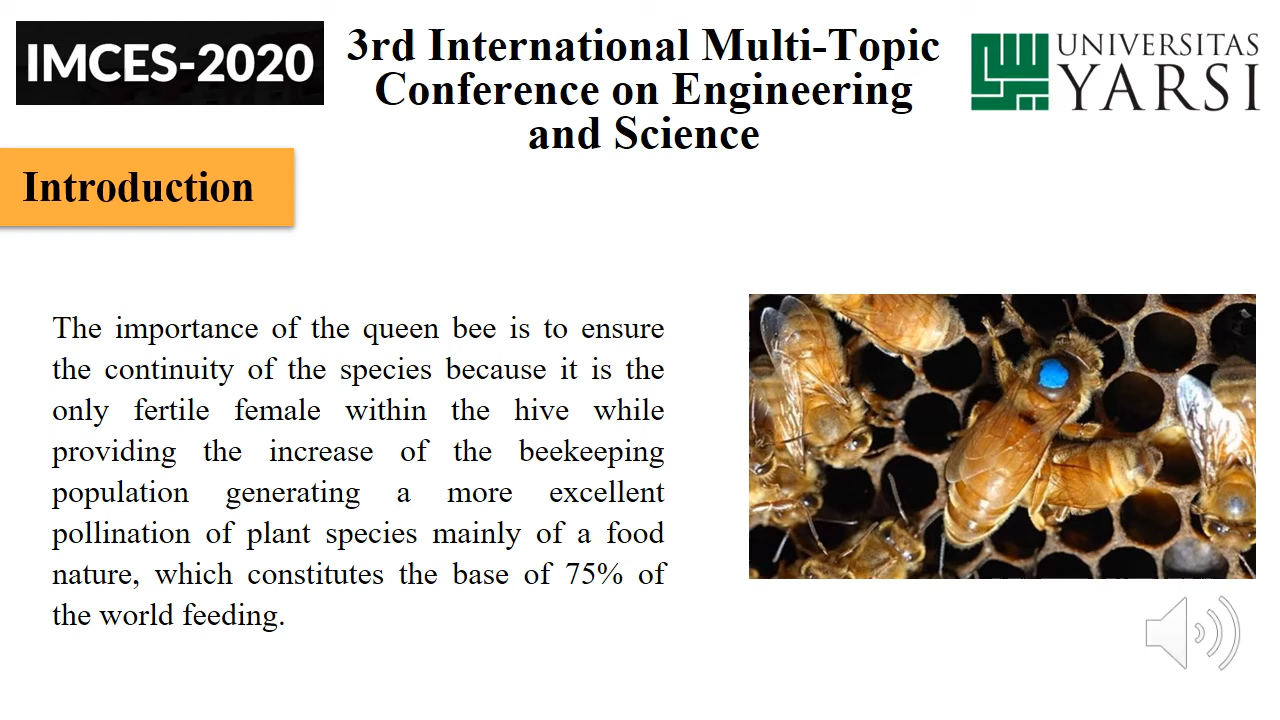 IMCES-2020
3rd International Multi-Topic
Conference on Engineering
and Science
UNIVERSITAS
YARSI
Introduction
The importance of the queen bee is to ensure
the continuity of the species because it is the
only fertile female within the hive while
providing the increase of the beekeeping
population generating a more excellent
pollination of plant species mainly of a food
nature, which constitutes the base of 75% of
the world feeding.